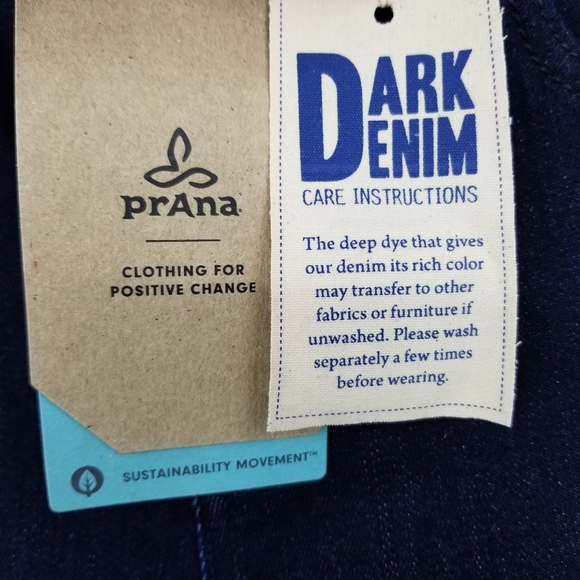 prAna
CLOTHING FOR
POSITIVE CHANGE
SUSTAINABILITY MOVEMENT™
DARK
DENIM
CARE INSTRUCTIONS
The deep dye that gives
our denim its rich color
may transfer to other
fabrics or furniture if
unwashed. Please wash
separately a few times
before wearing.